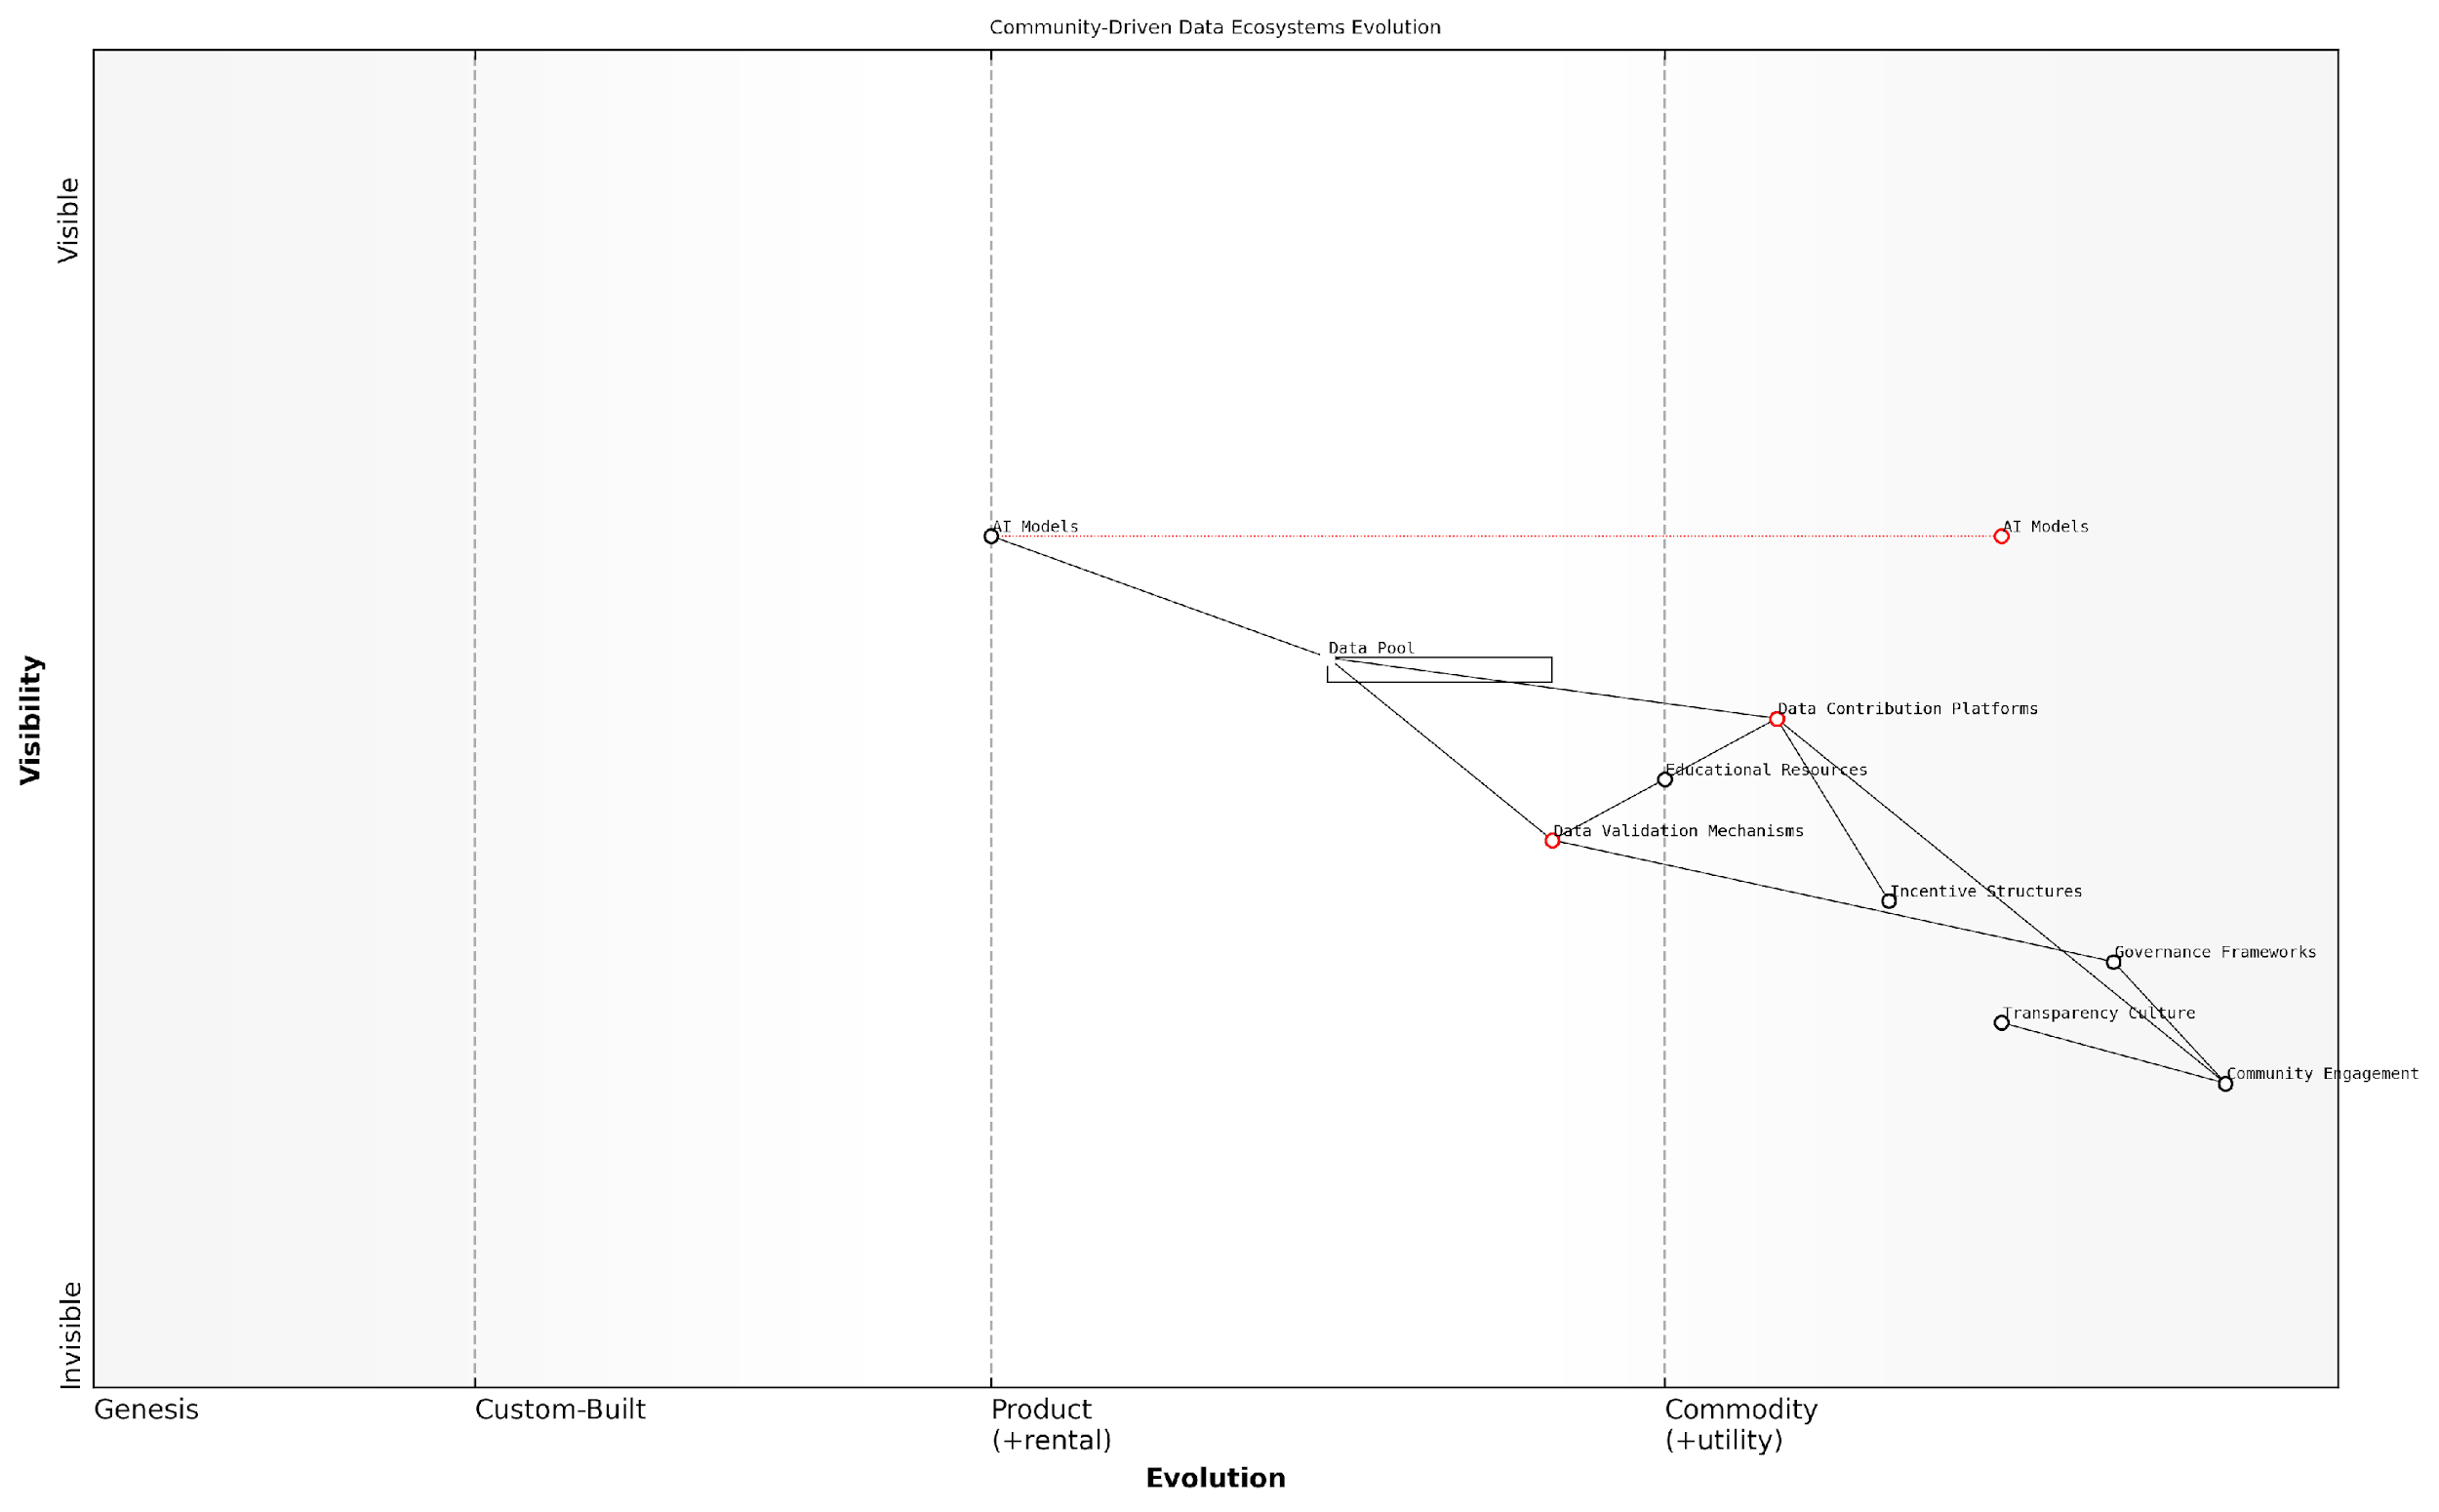 Community-Driven Data Ecosystems Evolution
Visible
Visibility
Invisible
AI Models
AI Models
Data Pool
Data Contribution Platforms
Educational Resources
Data Validation Mechanisms
Incentive Structures
Governance Frameworks
Transparency Culture
Community Engagement
Genesis
Custom-Built
Product
(+rental)
Commodity
(+utility)
Evolution